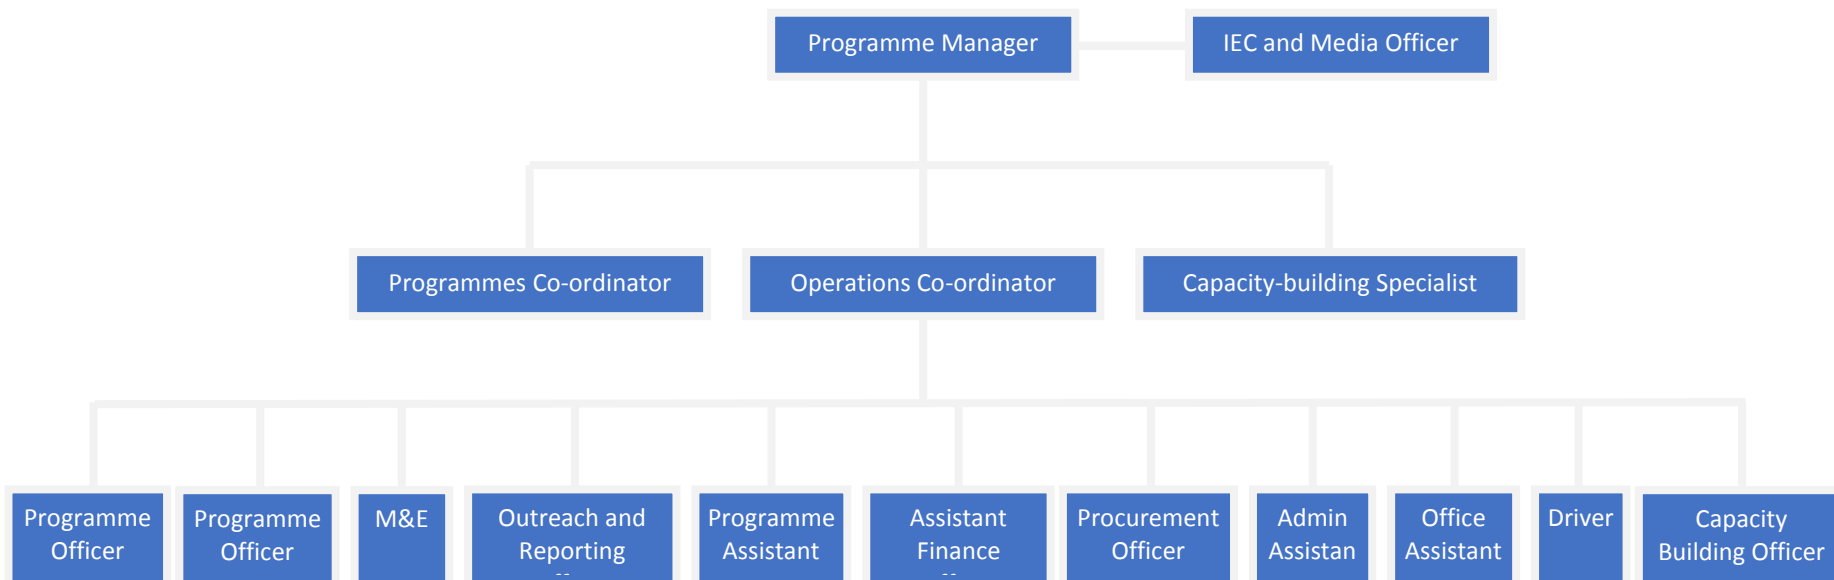 Programme Manager
IEC and Media Officer
Programmes Co-ordinator
Operations Co-ordinator
Capacity-building Specialist
Programme
Officer
Programme
Officer
M&E
Outreach and
Reporting
Programme
Assistant
Assistant
Finance
Procurement
Officer
Admin
Assistan
Office
Assistant
Driver
Capacity
Building Officer